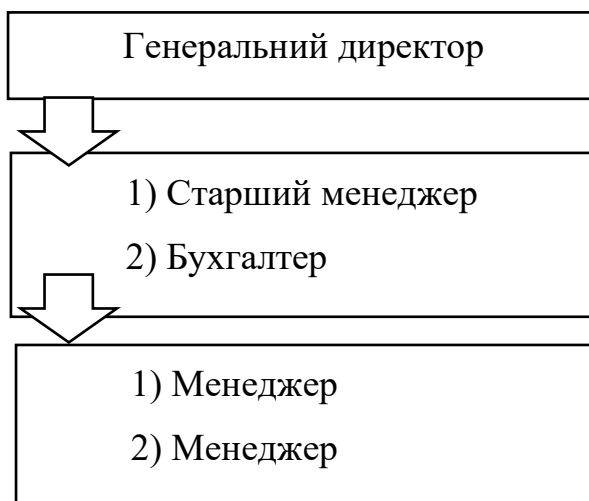 Генеральний директор
1) Старший менеджер
2) Бухгалтер
1) Менеджер
2) Менеджер